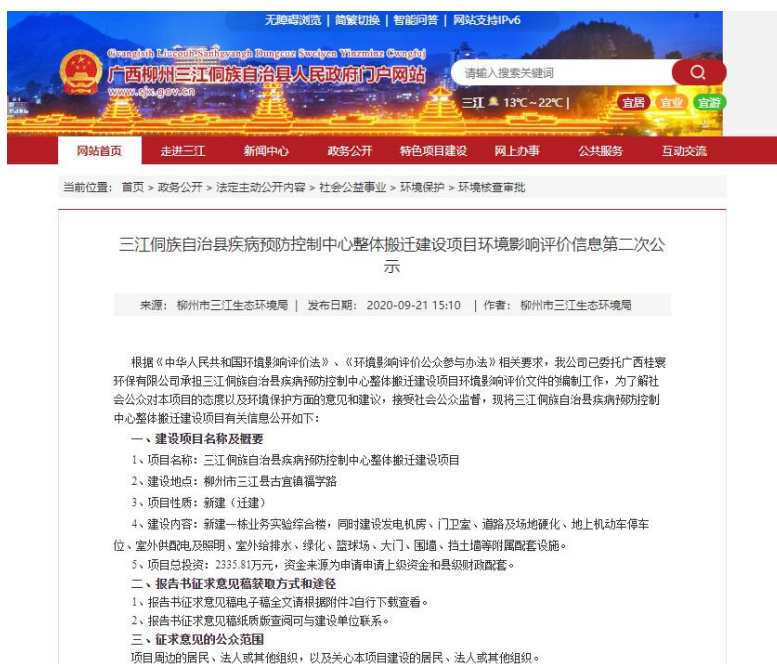 无障碍浏览 | 简繁切换 | 智能问答 | 网站支持IPv6
Gvangjsih Liucouh Sanhgyangh Bungcuz Swciyen Yinzminz Cwngfuj
广西柳州三江侗族自治县人民政府门户网站
www.sjx.gov.cn
请输入搜索关键词
三江 13℃~22℃ | 宜居 宜业 宜游
网站首页 走进三江 新闻中心 政务公开 特色项目建设 网上办事 公共服务 互动交流
当前位置: 首页 > 政务公开 > 法定主动公开内容 > 社会公益事业 > 环境保护 > 环境核查审批
三江侗族自治县疾病预防控制中心整体搬迁建设项目环境影响评价信息第二次公
示
来源: 柳州市三江生态环境局 | 发布日期: 2020-09-21 15:10 | 作者: 柳州市三江生态环境局
根据《中华人民共和国环境影响评价法》、《环境影响评价公众参与办法》相关要求，我公司已委托广西桂寰
环保有限公司承担三江侗族自治县疾病预防控制中心整体搬迁建设项目环境影响评价文件的编制工作，为了解社
会公众对本项目的态度以及环境保护方面的意见和建议，接受社会公众监督，现将三江侗族自治县疾病预防控制
中心整体搬迁建设项目有关信息公开如下：
一、建设项目名称及概要
1、项目名称：三江侗族自治县疾病预防控制中心整体搬迁建设项目
2、建设地点：柳州市三江县古宜镇福学路
3、项目性质：新建（迁建）
4、建设内容：新建一栋业务实验综合楼，同时建设发电机房、门卫室、道路及场地硬化、地上机动车停车
位、室外供配电及照明、室外给排水、绿化、篮球场、大门、围墙、挡土墙等附属配套设施。
5、项目总投资：2335.81万元，资金来源为申请申请上级资金和县级财政配套。
二、报告书征求意见稿获取方式和途径
1、报告书征求意见稿电子稿全文请根据附件2自行下载查看。
2、报告书征求意见稿纸质版查阅可与建设单位联系。
三、征求意见的公众范围
项目周边的居民、法人或其他组织，以及关心本项目建设的居民、法人或其他组织。